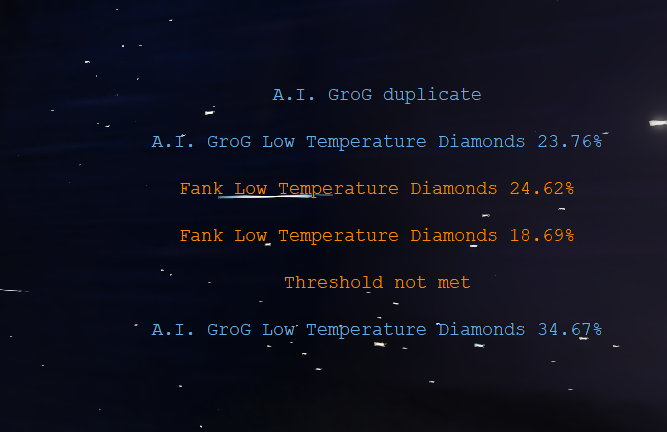 A.I. GroG duplicate
A.I. GroG Low Temperature Diamonds 23.76%
Fank Low Temperature Diamonds 24.62%
Fank Low Temperature Diamonds 18.69%
Threshold not met
A.I. GroG Low Temperature Diamonds 34.67%